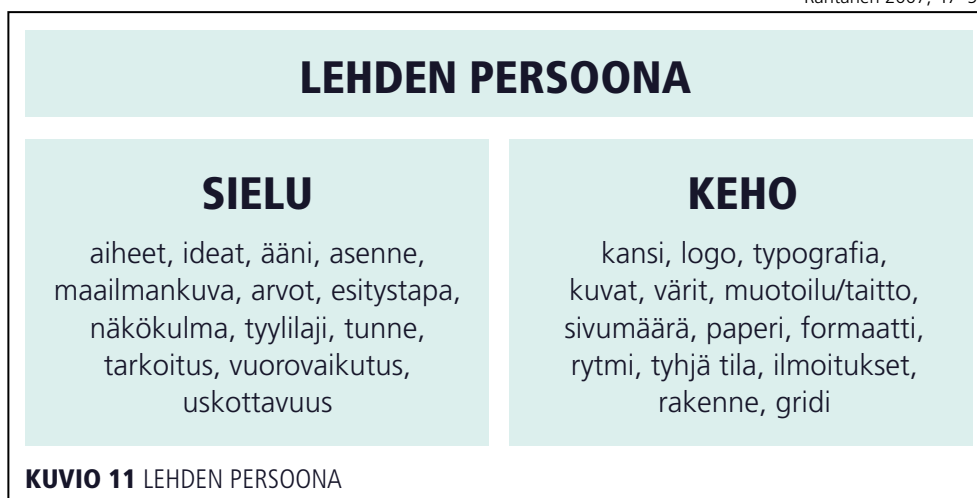 LEHDEN PERSOONA
SIELU
aiheet, ideat, ääni, asenne,
maailmankuva, arvot, esitystapa,
näkökulma, tyylilaji, tunne,
tarkoitus, vuorovaikutus,
uskottavuus
KEHO
kansi, logo, typografia,
kuvat, värit, muotoilu/taitto,
sivumäärä, paperi, formaatti,
rytmi, tyhjä tila, ilmoitukset,
rakenne, gridi
KUVIO 11 LEHDEN PERSOONA